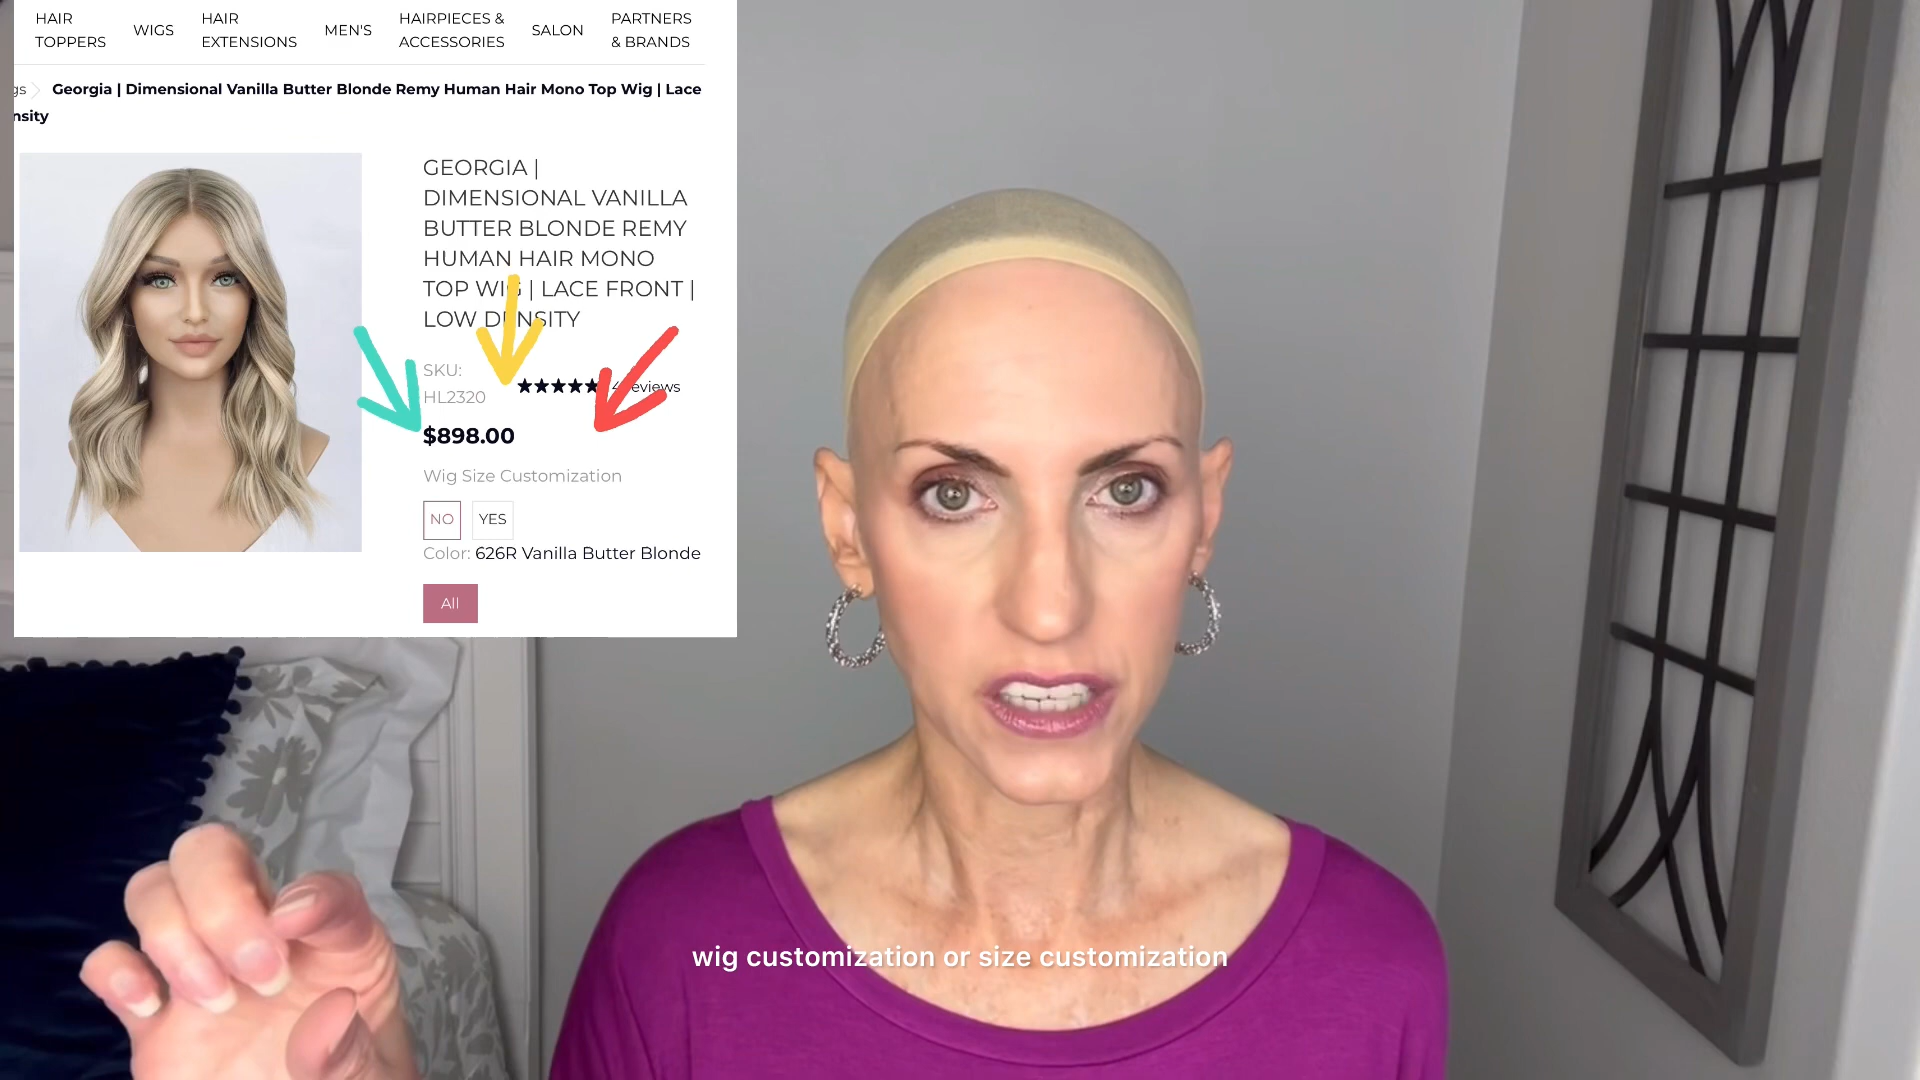 HAIR
TOPPERS
WIGS
HAIR
EXTENSIONS
MEN'S
HAIRPIECES &
ACCESSORIES
SALON
PARTNERS
& BRANDS
gs
Georgia | Dimensional Vanilla Butter Blonde Remy Human Hair Mono Top Wig | Lace
nsity
GEORGIA |
DIMENSIONAL VANILLA
BUTTER BLONDE REMY
HUMAN HAIR MONO
TOP WIG | LACE FRONT |
LOW DENSITY
SKU:
HL2320
4 Reviews
$898.00
Wig Size Customization
NO
YES
Color: 626R Vanilla Butter Blonde
All
wig customization or size customization